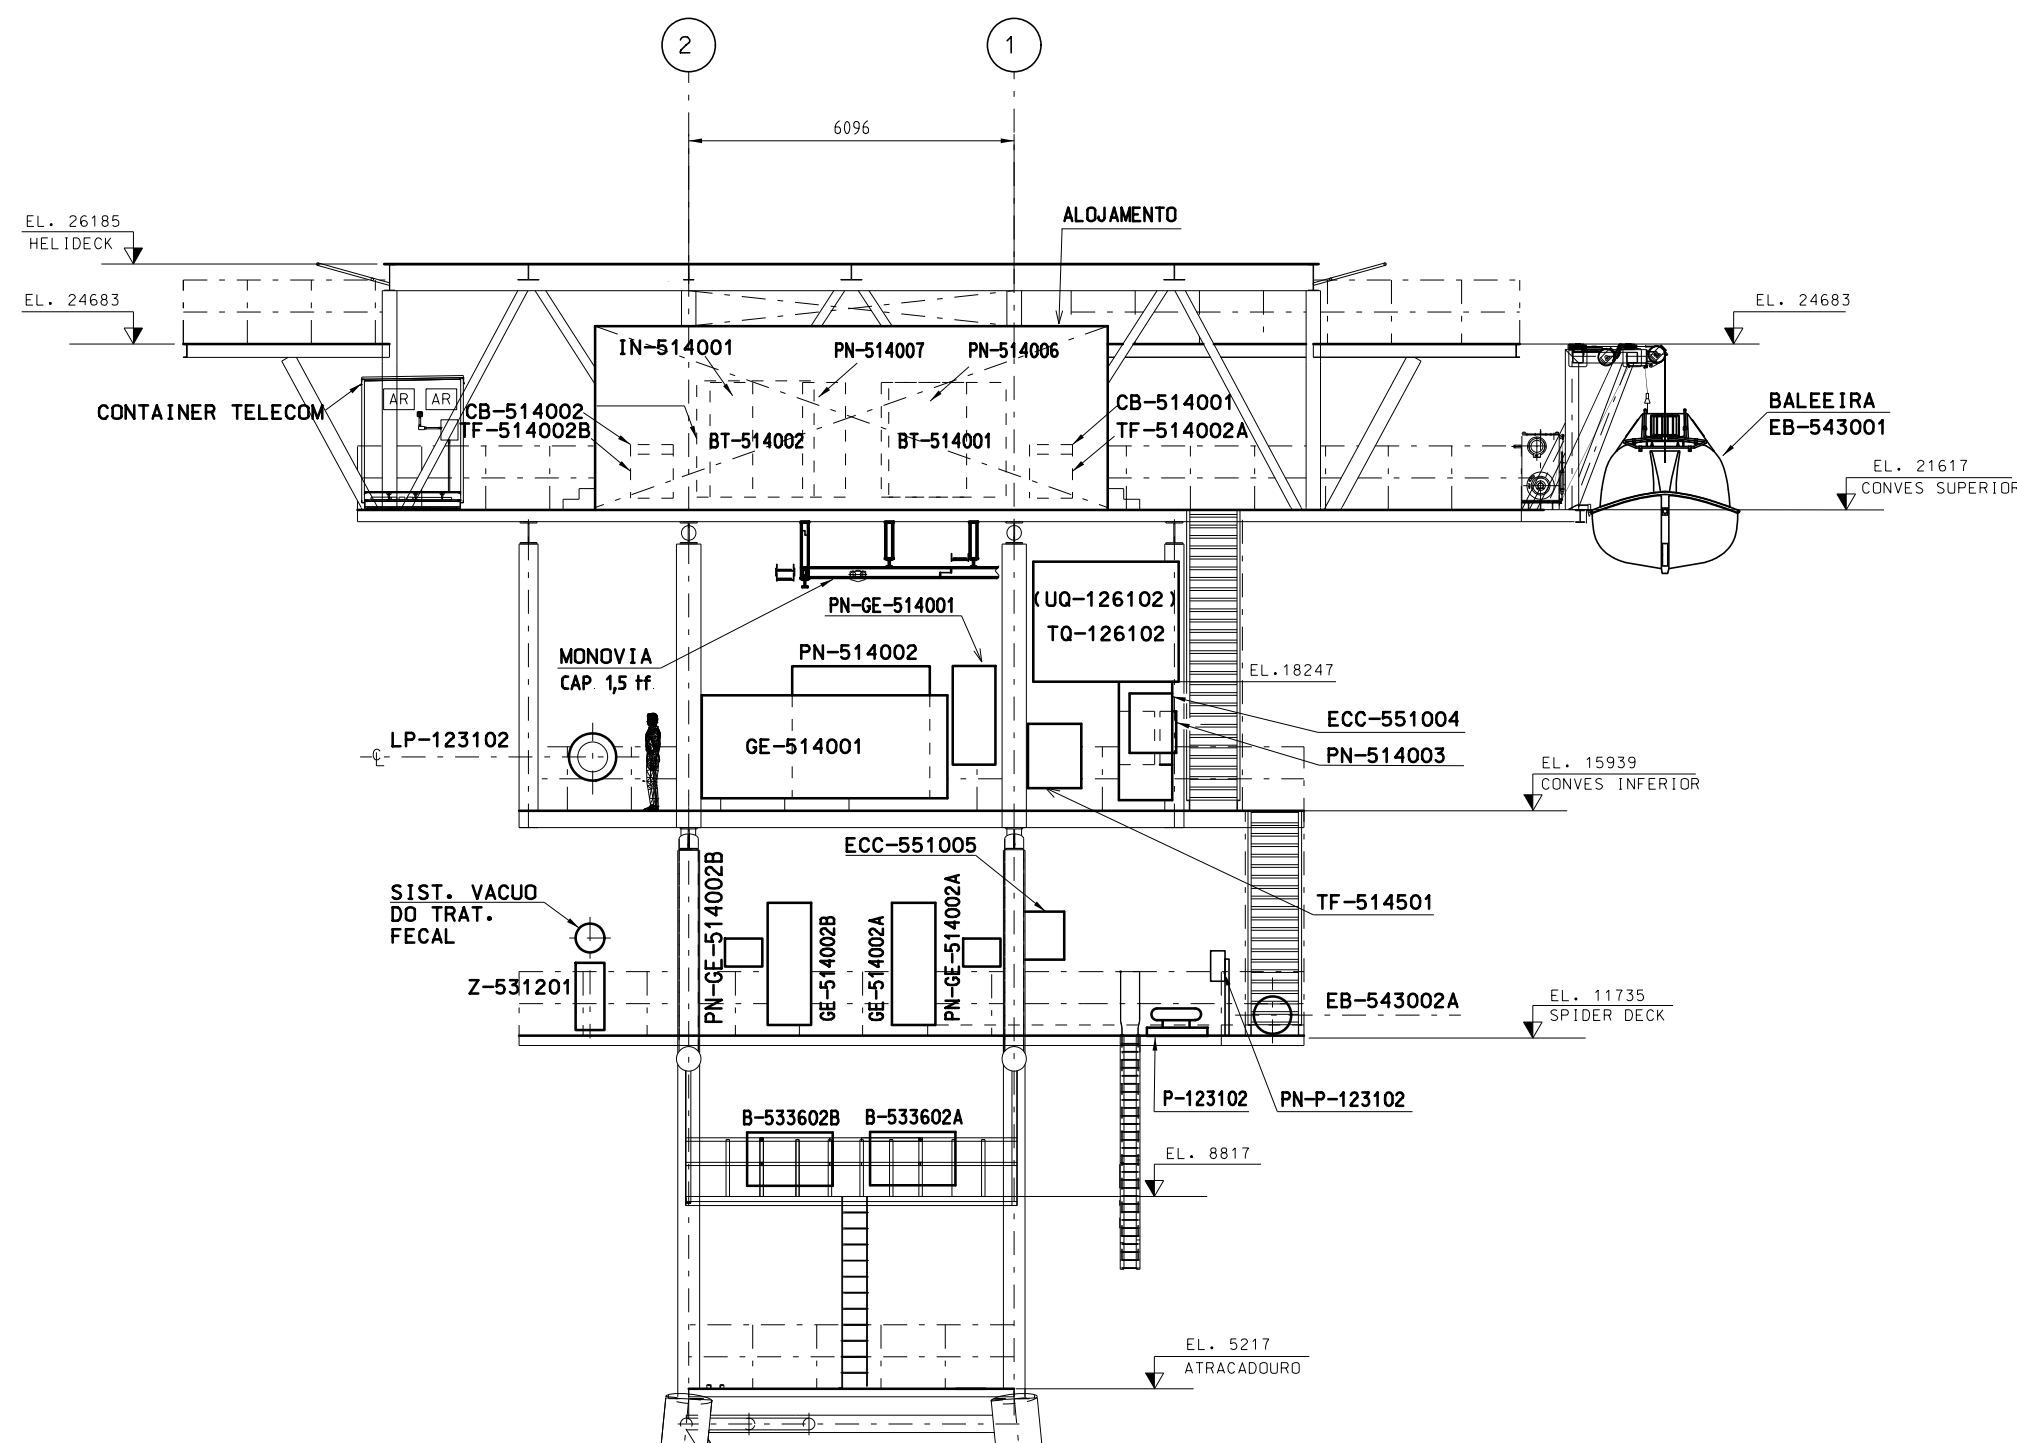 2
1
6096
ALOJAMENTO
EL. 26185
HELIDECK
EL. 24683
EL. 24683
IN-514001
PN-514007
PN-514006
AR
AR
CONTAINER TELECOM
CB-514002
TF-514002B
BT-514002
BT-514001
CB-514001
TF-514002A
BALEEIRA
EB-543001
EL. 21617
CONVES SUPERIOR
PN-GE-514001
(UQ-126102)
TQ-126102
MONOVIA
CAP. 1,5 tf.
PN-514002
EL.18247
ECC-551004
LP-123102
GE-514001
PN-514003
EL. 15939
CONVES INFERIOR
ECC-551005
PN-GE-514002B
GE-514002B
GE-514002A
PN-GE-514002A
TF-514501
SIST. VACUO
DO TRAT.
FECAL
Z-531201
EB-543002A
EL. 11735
SPIDER DECK
P-123102
PN-P-123102
B-533602B
B-533602A
EL. 8817
EL. 5217
ATRACADOURO